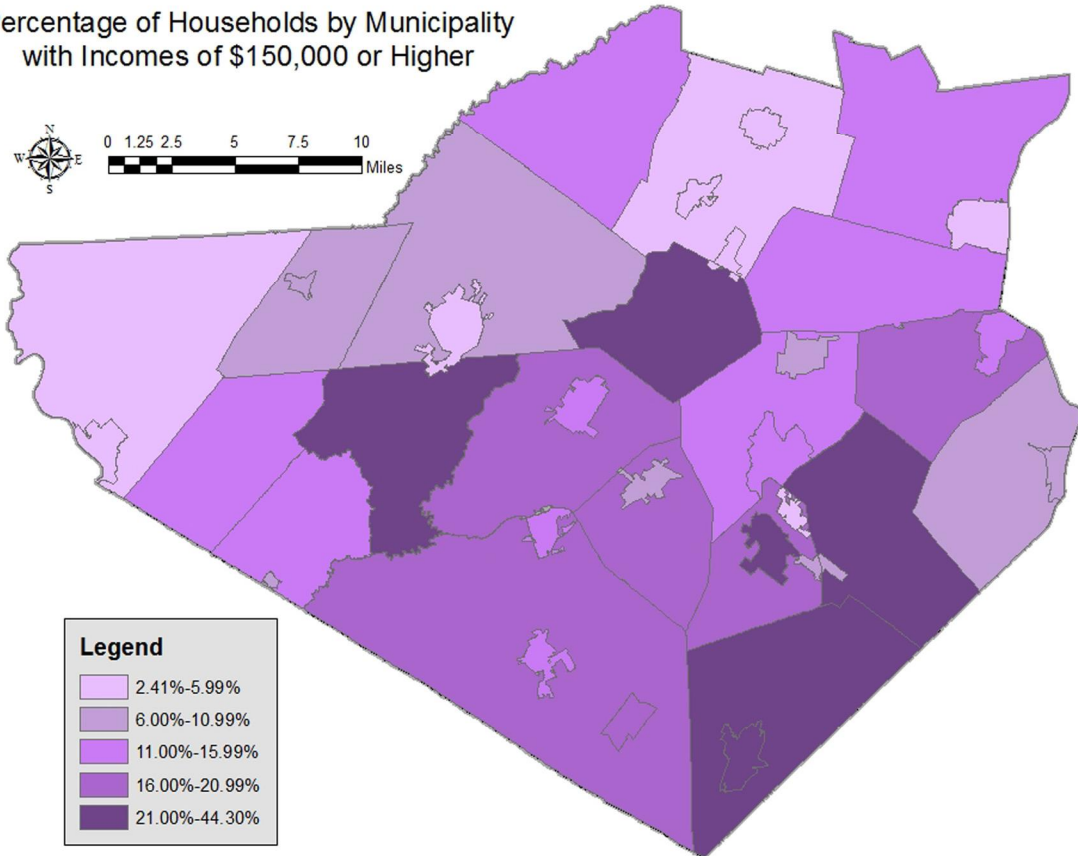 ercentage of Households by Municipality
with Incomes of $150,000 or Higher
N
W E
S
0 1.25 2.5 5 7.5 10
Miles
Legend
2.41%-5.99%
6.00%-10.99%
11.00%-15.99%
16.00%-20.99%
21.00%-44.30%